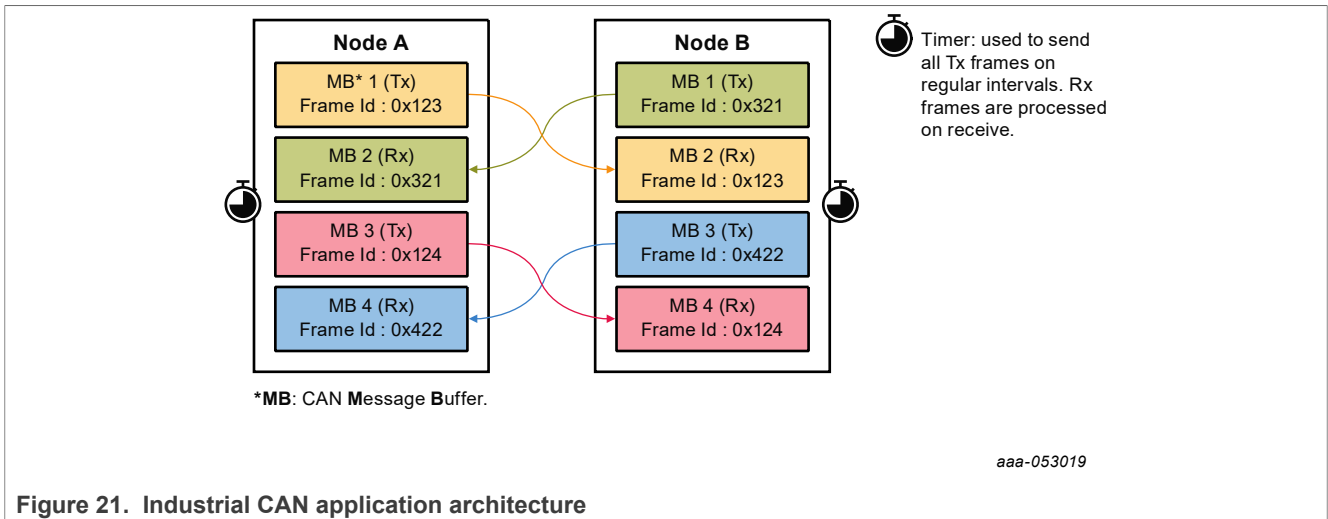 Node A
MB* 1 (Tx)
Frame Id : 0x123
MB 2 (Rx)
Frame Id : 0x321
MB 3 (Tx)
Frame Id : 0x124
MB 4 (Rx)
Frame Id : 0x422
Node B
MB 1 (Tx)
Frame Id : 0x321
MB 2 (Rx)
Frame Id : 0x123
MB 3 (Tx)
Frame Id : 0x422
MB 4 (Rx)
Frame Id : 0x124
Timer: used to send
all Tx frames on
regular intervals. Rx
frames are processed
on receive.
*MB: CAN Message Buffer.
aaa-053019
Figure 21. Industrial CAN application architecture